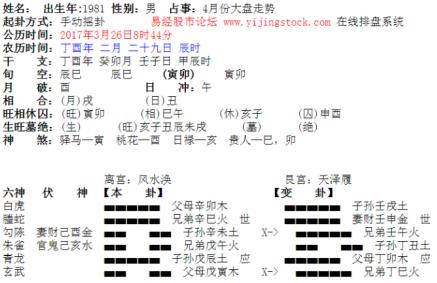 姓名： 出生年:1981 性别：男 占事：4月份大盘走势
起卦方式：手动摇卦 易经股市论坛 www.yijingstock.com 在线排盘系统
公历时间：2017年3月26日8时44分
农历时间：丁酉年 二月 二十九日 辰时
干 支：丁酉年 癸卯月 壬子日 甲辰时
旬 空：辰巳 辰巳 (寅卯) 寅卯
月 破：酉 日 冲：午
相 合：(月)戌 (日)丑
旺相休囚：(旺)寅卯 (相)巳午 (休)亥子 (囚)申酉
生旺墓绝：(生) (旺)亥子丑辰未戌 (墓) (绝)
神 煞：驿马—寅 桃花—酉 日禄—亥 贵人—巳，卯
离宫：风水涣 艮宫：天泽履
六神 伏 神 【本 卦】 【变 卦】
白虎 父母辛卯木 子孙壬戌土
螣蛇 兄弟辛巳火 世 妻财壬申金 世
勾陈 妻财己酉金 子孙辛未土 X-> 兄弟壬午火
朱雀 官鬼己亥水 兄弟戊午火 子孙丁丑土
青龙 子孙戊辰土 应 父母丁卯木 应
玄武 父母戊寅木 X-> 兄弟丁巳火